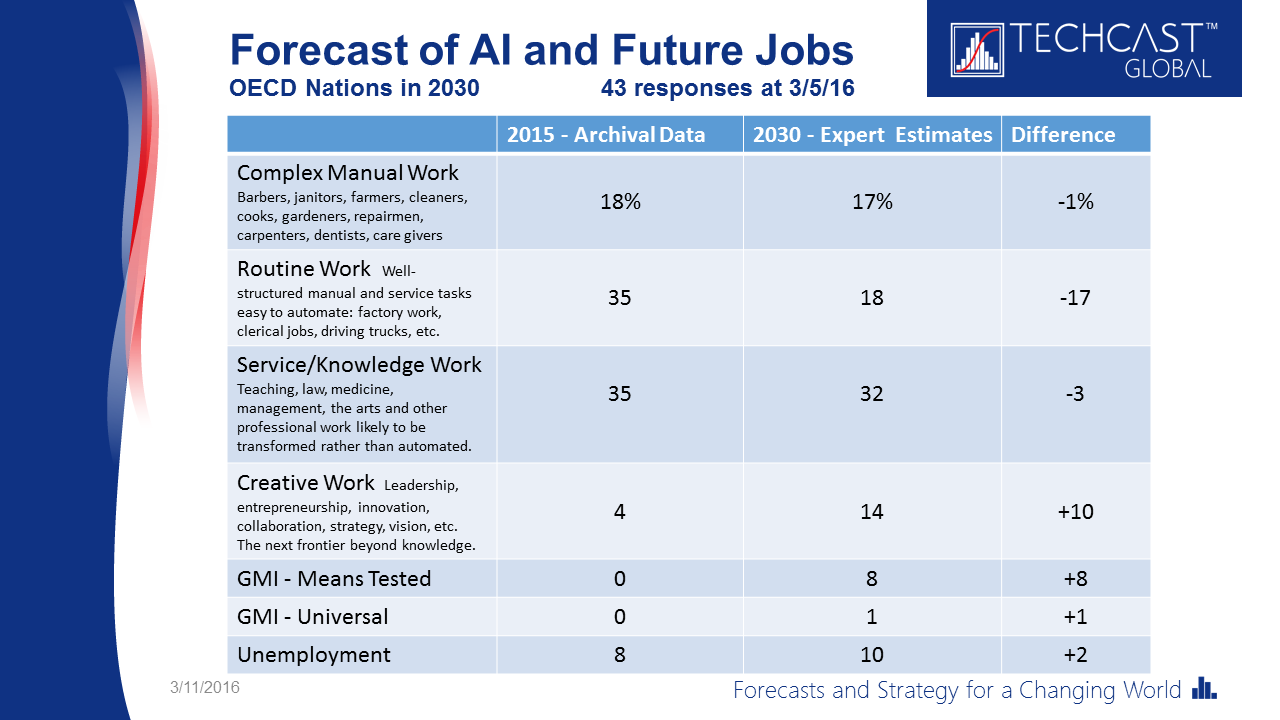 Forecast of AI and Future Jobs
OECD Nations in 2030 43 responses at 3/5/16
TECHCAST™
GLOBAL
2015 - Archival Data 2030 - Expert Estimates Difference
Complex Manual Work
Barbers, janitors, farmers, cleaners,
cooks, gardeners, repairmen,
carpenters, dentists, care givers
18% 17% -1%
Routine Work Well-
structured manual and service tasks
easy to automate: factory work,
clerical jobs, driving trucks, etc.
35 18 -17
Service/Knowledge Work
Teaching, law, medicine,
management, the arts and other
professional work likely to be
transformed rather than automated.
35 32 -3
Creative Work Leadership,
entrepreneurship, innovation,
collaboration, strategy, vision, etc.
The next frontier beyond knowledge.
4 14 +10
GMI - Means Tested 0 8 +8
GMI - Universal 0 1 +1
Unemployment 8 10 +2
3/11/2016
Forecasts and Strategy for a Changing World